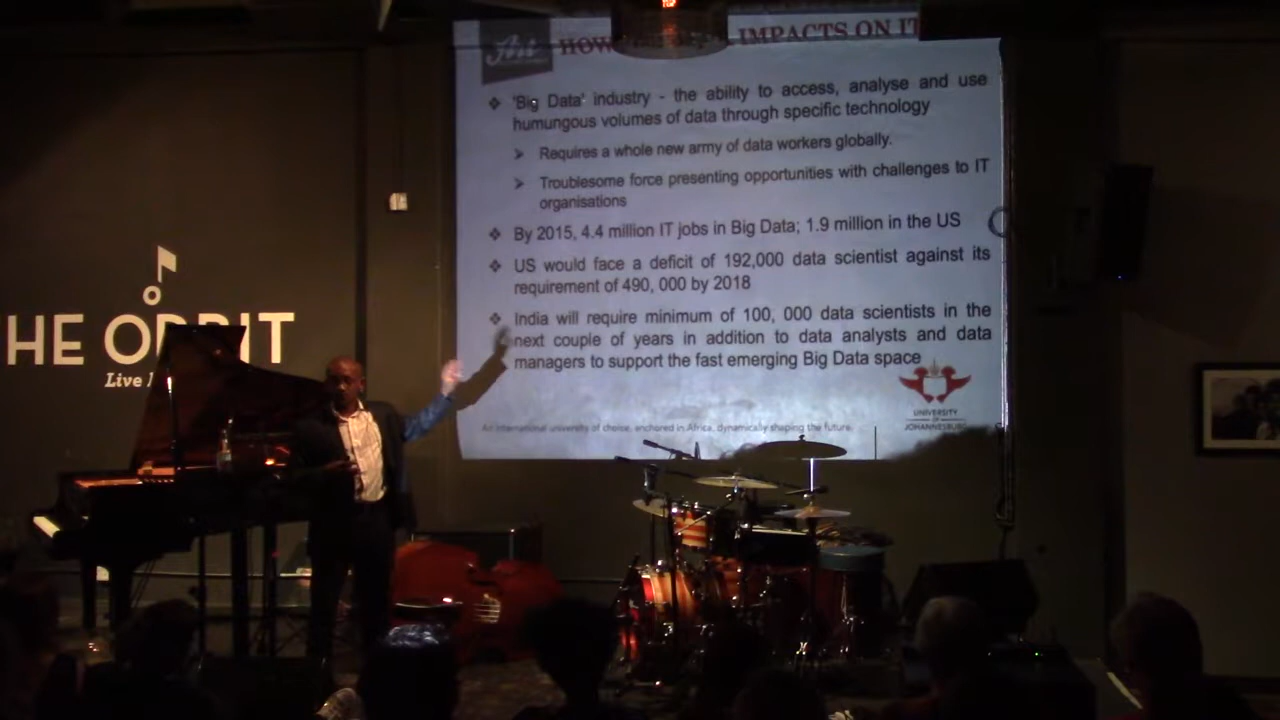 HOW IMPACTS ON IT
'Big Data' industry - the ability to access, analyse and use
humungous volumes of data through specific technology
Requires a whole new army of data workers globally.
Troublesome force presenting opportunities with challenges to IT
organisations
By 2015, 4.4 million IT jobs in Big Data; 1.9 million in the US
US would face a deficit of 192,000 data scientist against its
requirement of 490, 000 by 2018
India will require minimum of 100, 000 data scientists in the
next couple of years in addition to data analysts and data
managers to support the fast emerging Big Data space
UNIVERSITY
OF
JOHANNESBURG
An international university of choice, anchored in Africa, dynamically shaping the future.
HE ORBIT
Live